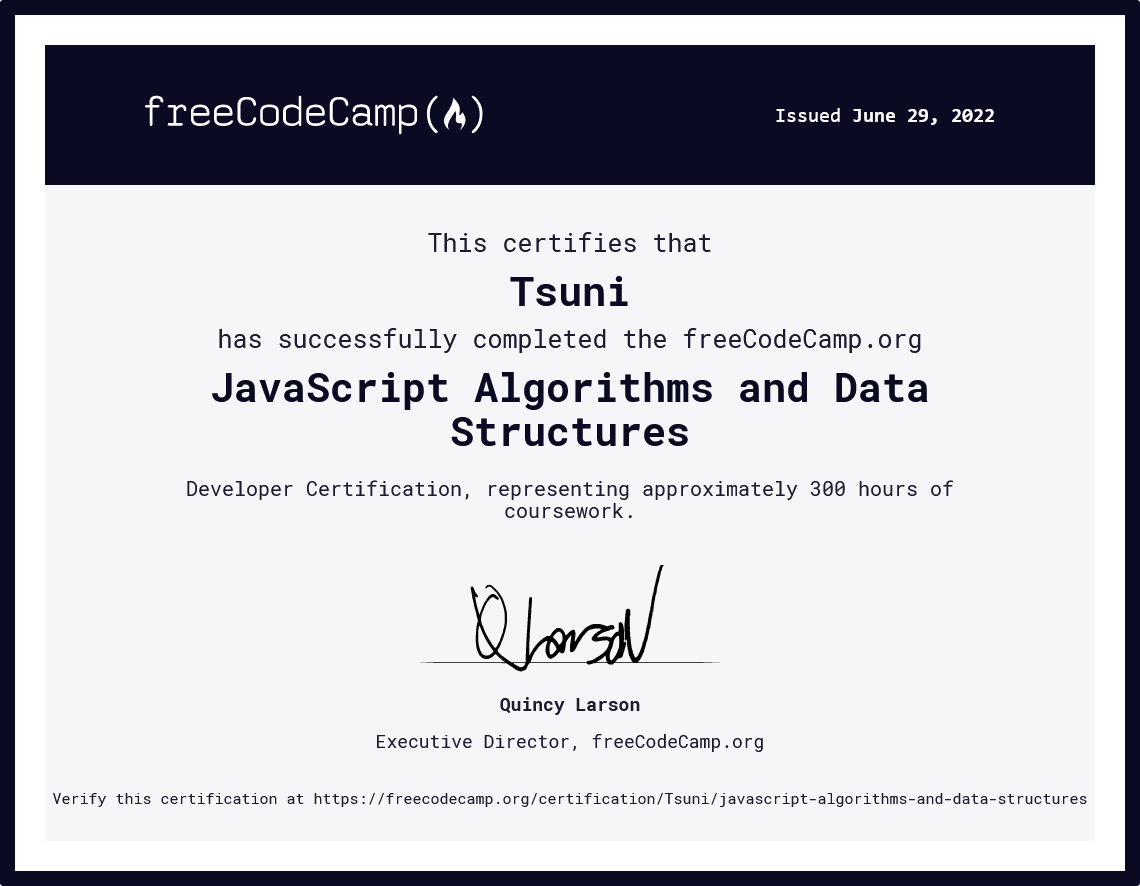 freeCodeCamp(🔥)
Issued June 29, 2022
This certifies that
Tsuni
has successfully completed the freeCodeCamp.org
JavaScript Algorithms and Data
Structures
Developer Certification, representing approximately 300 hours of
coursework.
Q Larson
Quincy Larson
Executive Director, freeCodeCamp.org
Verify this certification at https://freecodecamp.org/certification/Tsuni/javascript-algorithms-and-data-structures